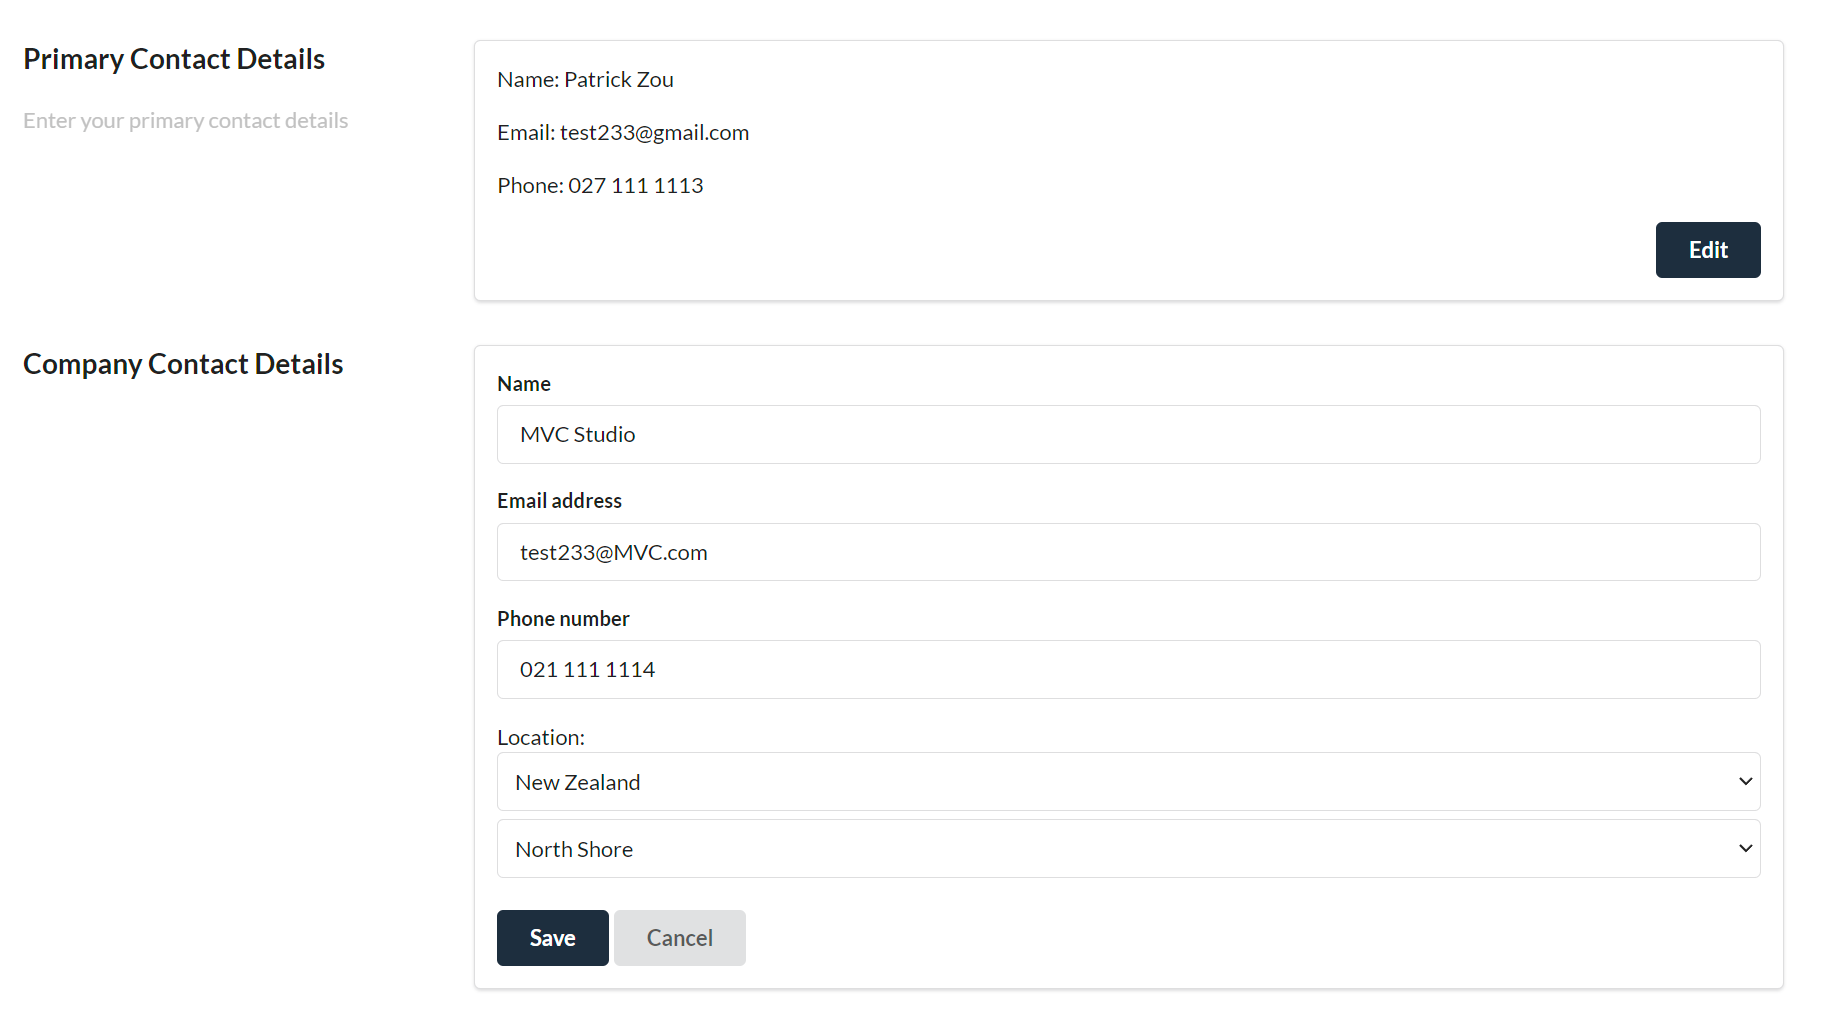 Primary Contact Details
Enter your primary contact details
Name: Patrick Zou
Email: test233@gmail.com
Phone: 027 111 1113
Edit
Company Contact Details
Name
MVC Studio
Email address
test233@MVC.com
Phone number
021 111 1114
Location:
New Zealand
North Shore
Save Cancel